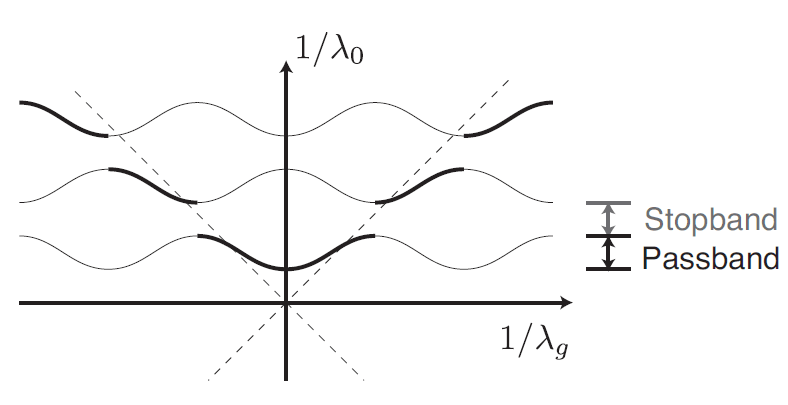 1/λ₀
Stopband
Passband
1/λg